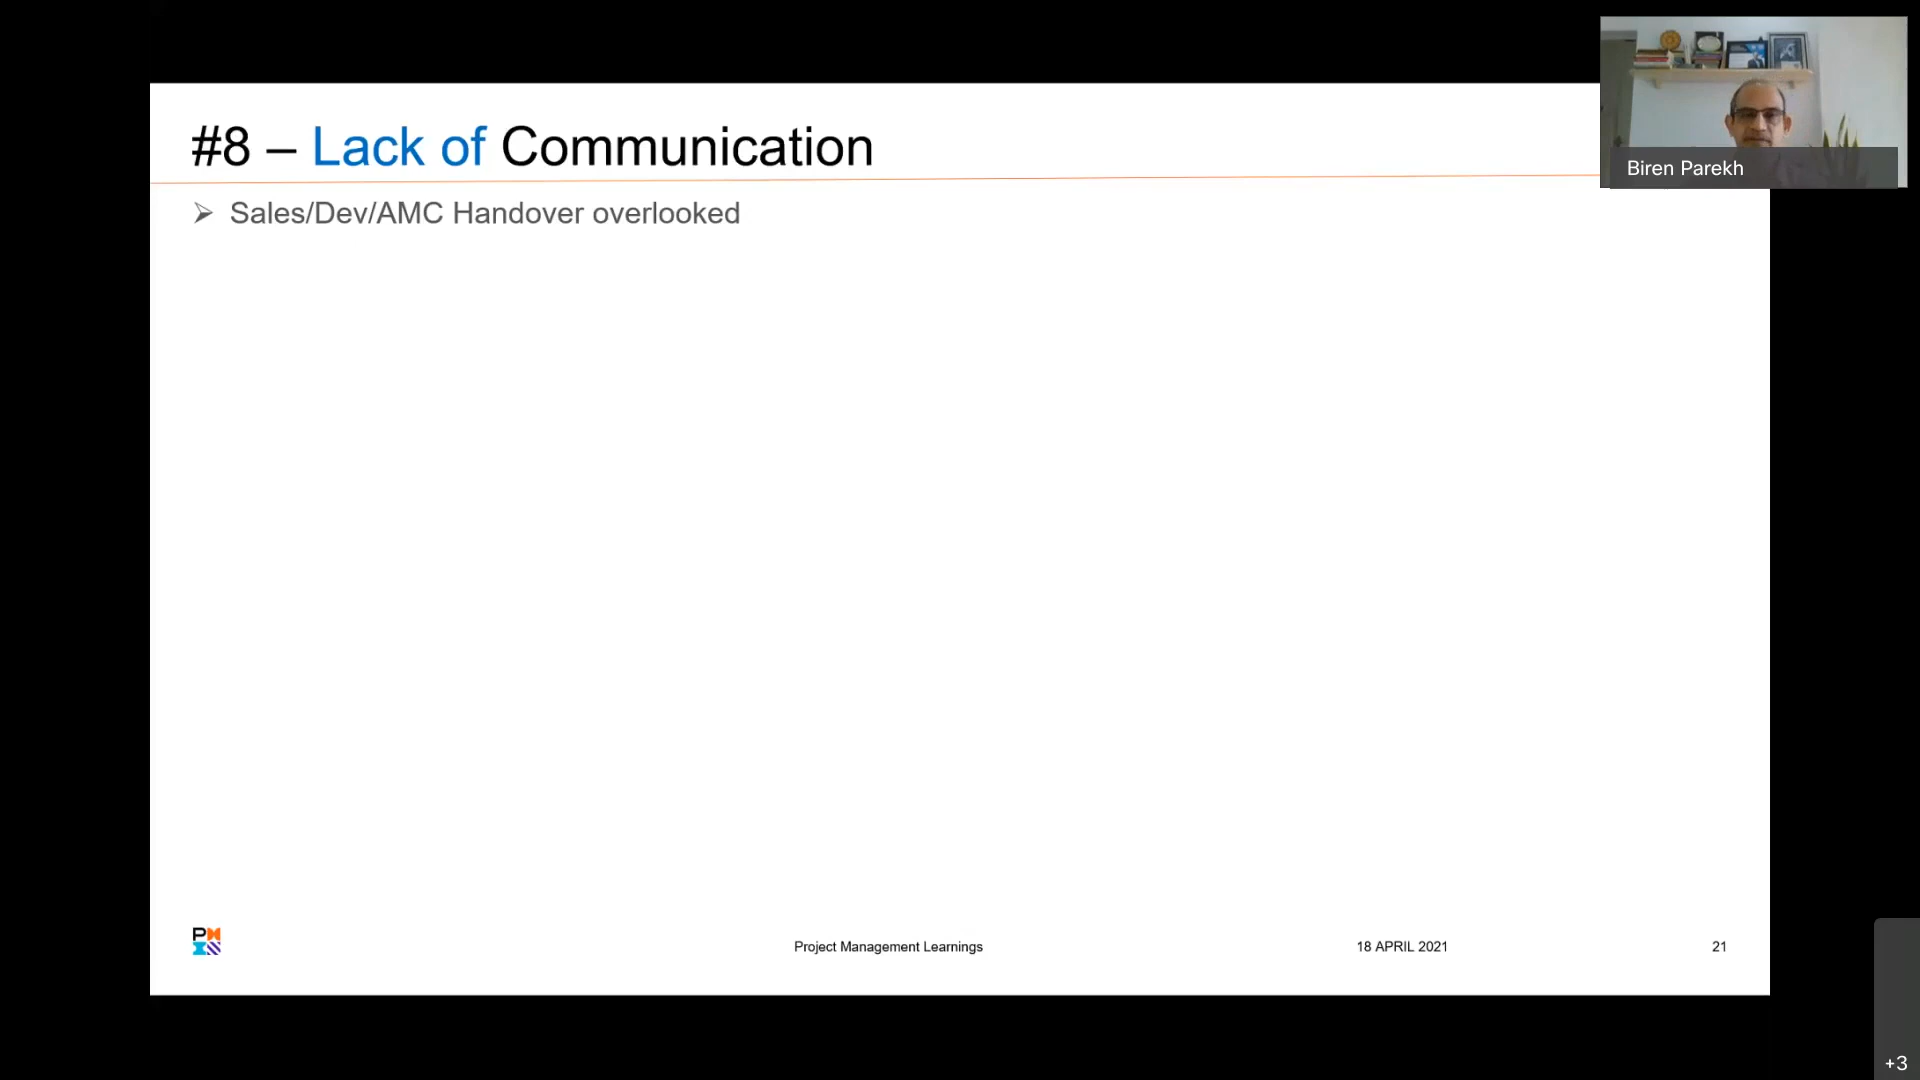 #8 – Lack of Communication
Biren Parekh
➢ Sales/Dev/AMC Handover overlooked
Project Management Learnings
18 APRIL 2021
21
+3